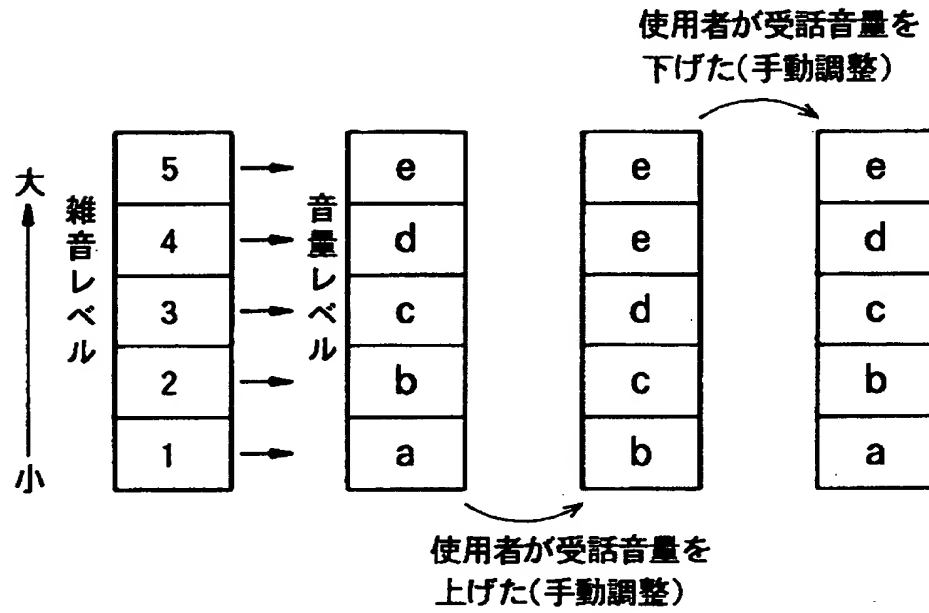 使用者が受話音量を
下げた(手動調整)
大
小
雑音レベル
5
4
3
2
1
音量レベル
e
d
c
b
a
e
e
d
c
b
e
d
c
b
a
使用者が受話音量を
上げた(手動調整)